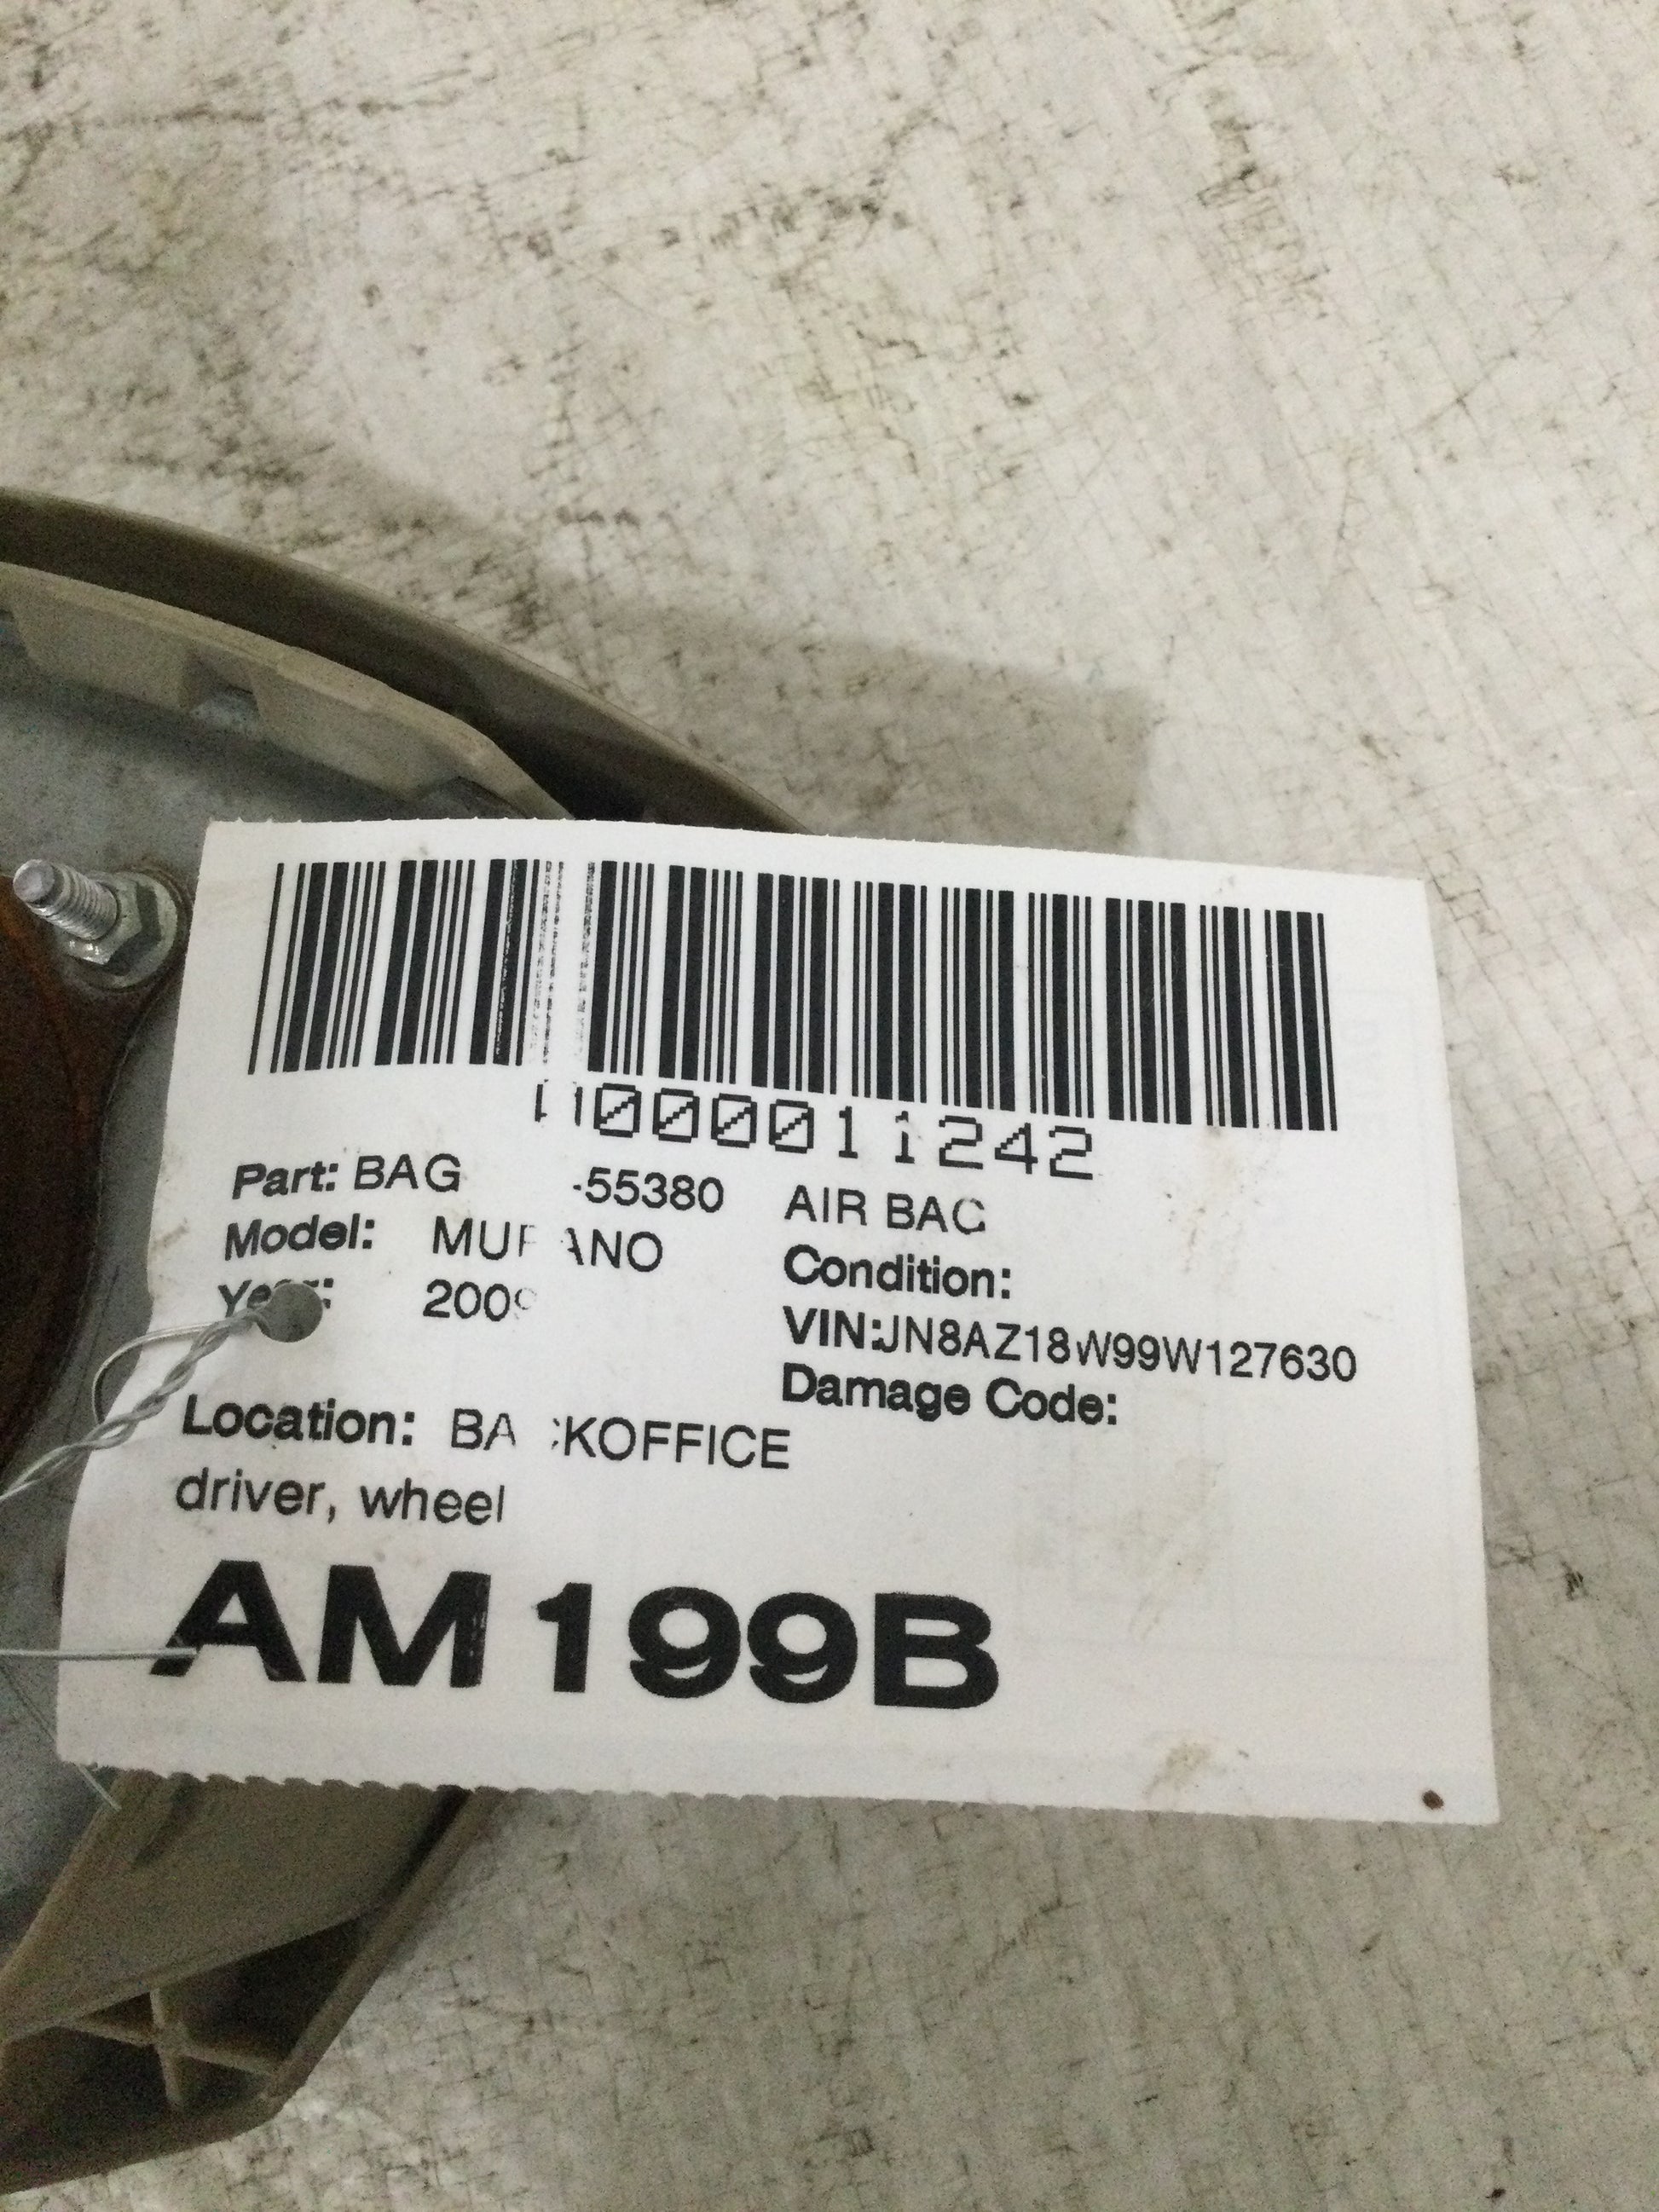 000011242
Part: BAG -55380 AIR BAG
Model: MURANO Condition:
Year: 2009 VIN:JN8AZ18W99W127630
Damage Code:
Location: BACKOFFICE
driver, wheel
AM199B